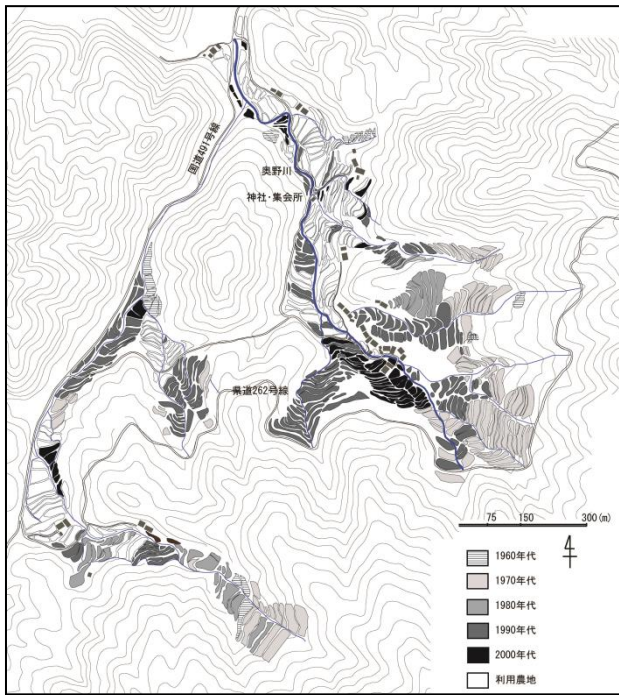 国道491号線
奥野川
神社・集会所
県道262号線
75 150 300 (m)
1960年代
1970年代
1980年代
1990年代
2000年代
利用農地